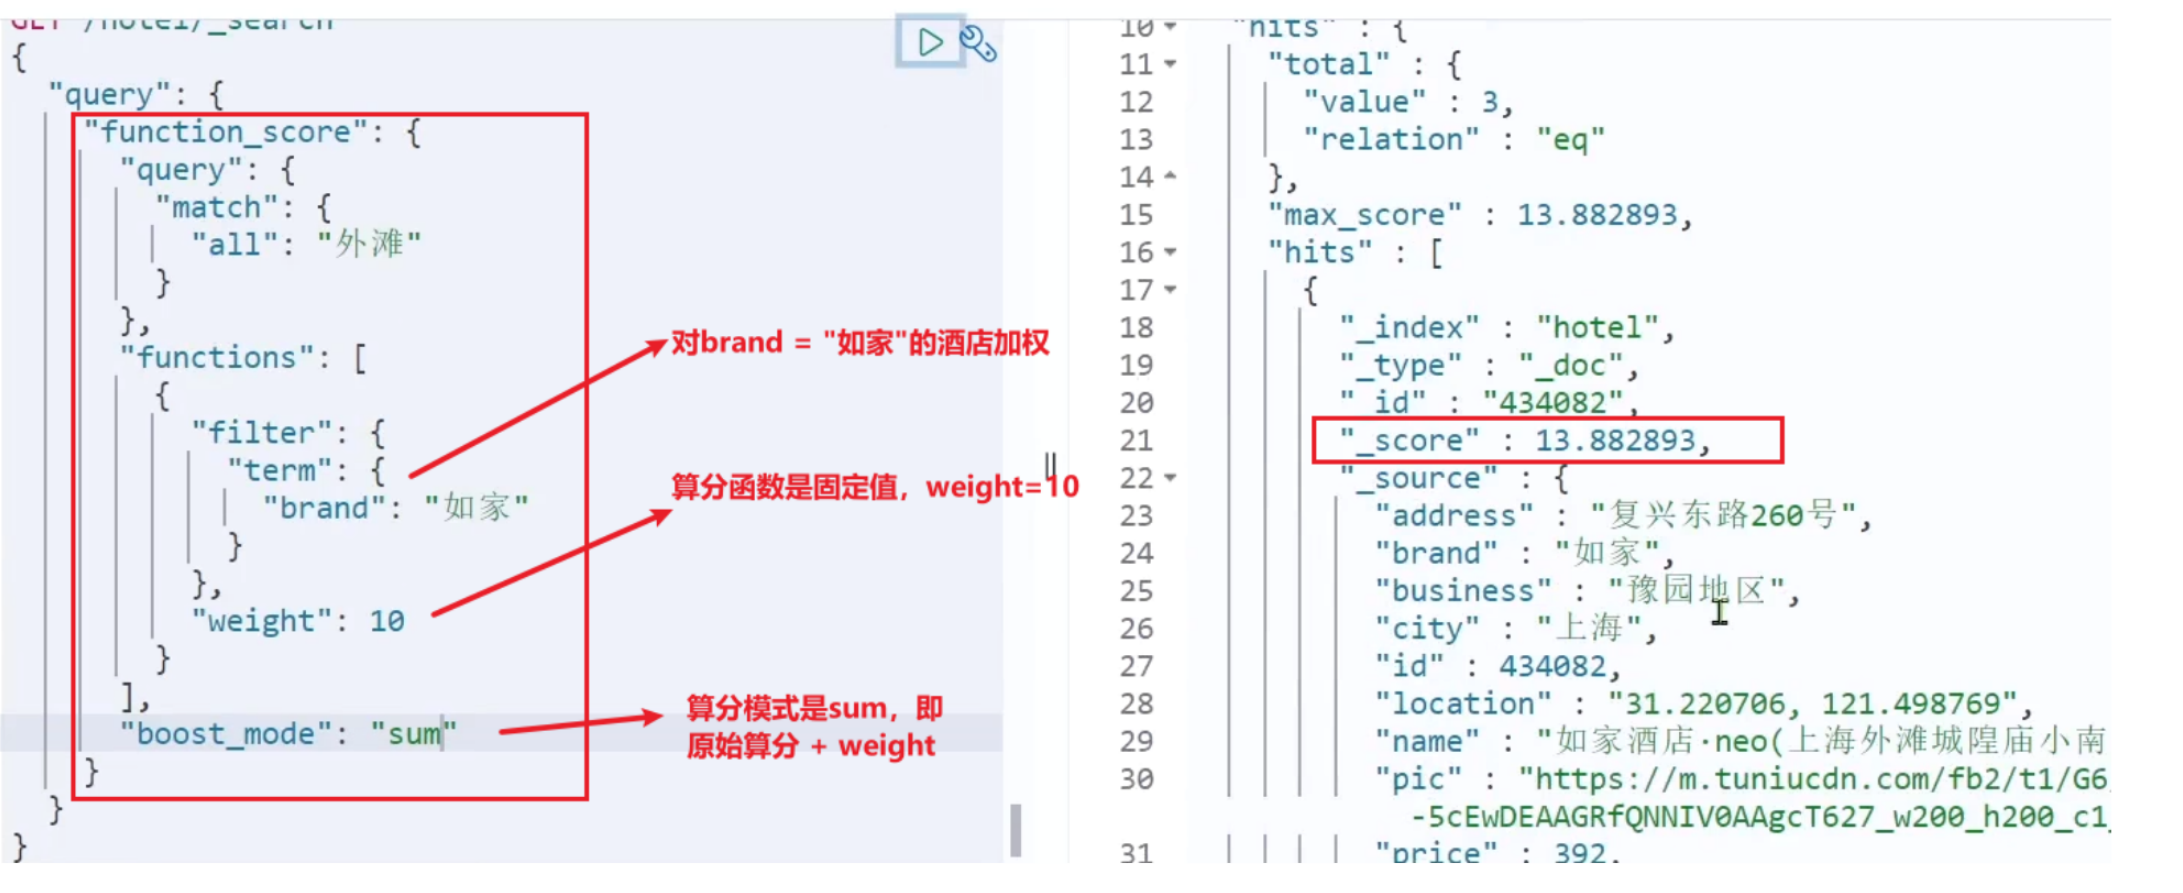 GET /hotel/_search
{
"query": {
"function_score": {
"query": {
"match": {
"all": "外滩"
}
},
"functions": [
{
"filter": {
"term": {
"brand": "如家"
}
},
"weight": 10
}
],
"boost_mode": "sum"
}
}
}
对brand = "如家"的酒店加权
算分函数是固定值，weight=10
算分模式是sum，即
原始算分 + weight
10 "hits" : {
11 "total" : {
12 "value" : 3,
13 "relation" : "eq"
14 },
15 "max_score" : 13.882893,
16 "hits" : [
17 {
18 "_index" : "hotel",
19 "_type" : "_doc",
20 "_id" : "434082",
21 "_score" : 13.882893,
22 "_source" : {
23 "address" : "复兴东路260号",
24 "brand" : "如家",
25 "business" : "豫园地区",
26 "city" : "上海",
27 "id" : 434082,
28 "location" : "31.220706, 121.498769",
29 "name" : "如家酒店·neo(上海外滩城隍庙小南
30 "pic" : "https://m.tuniucdn.com/fb2/t1/G6
-5cEwDEAAGRfQNNIV0AAgcT627_w200_h200_c1_
31 "price" : 392,